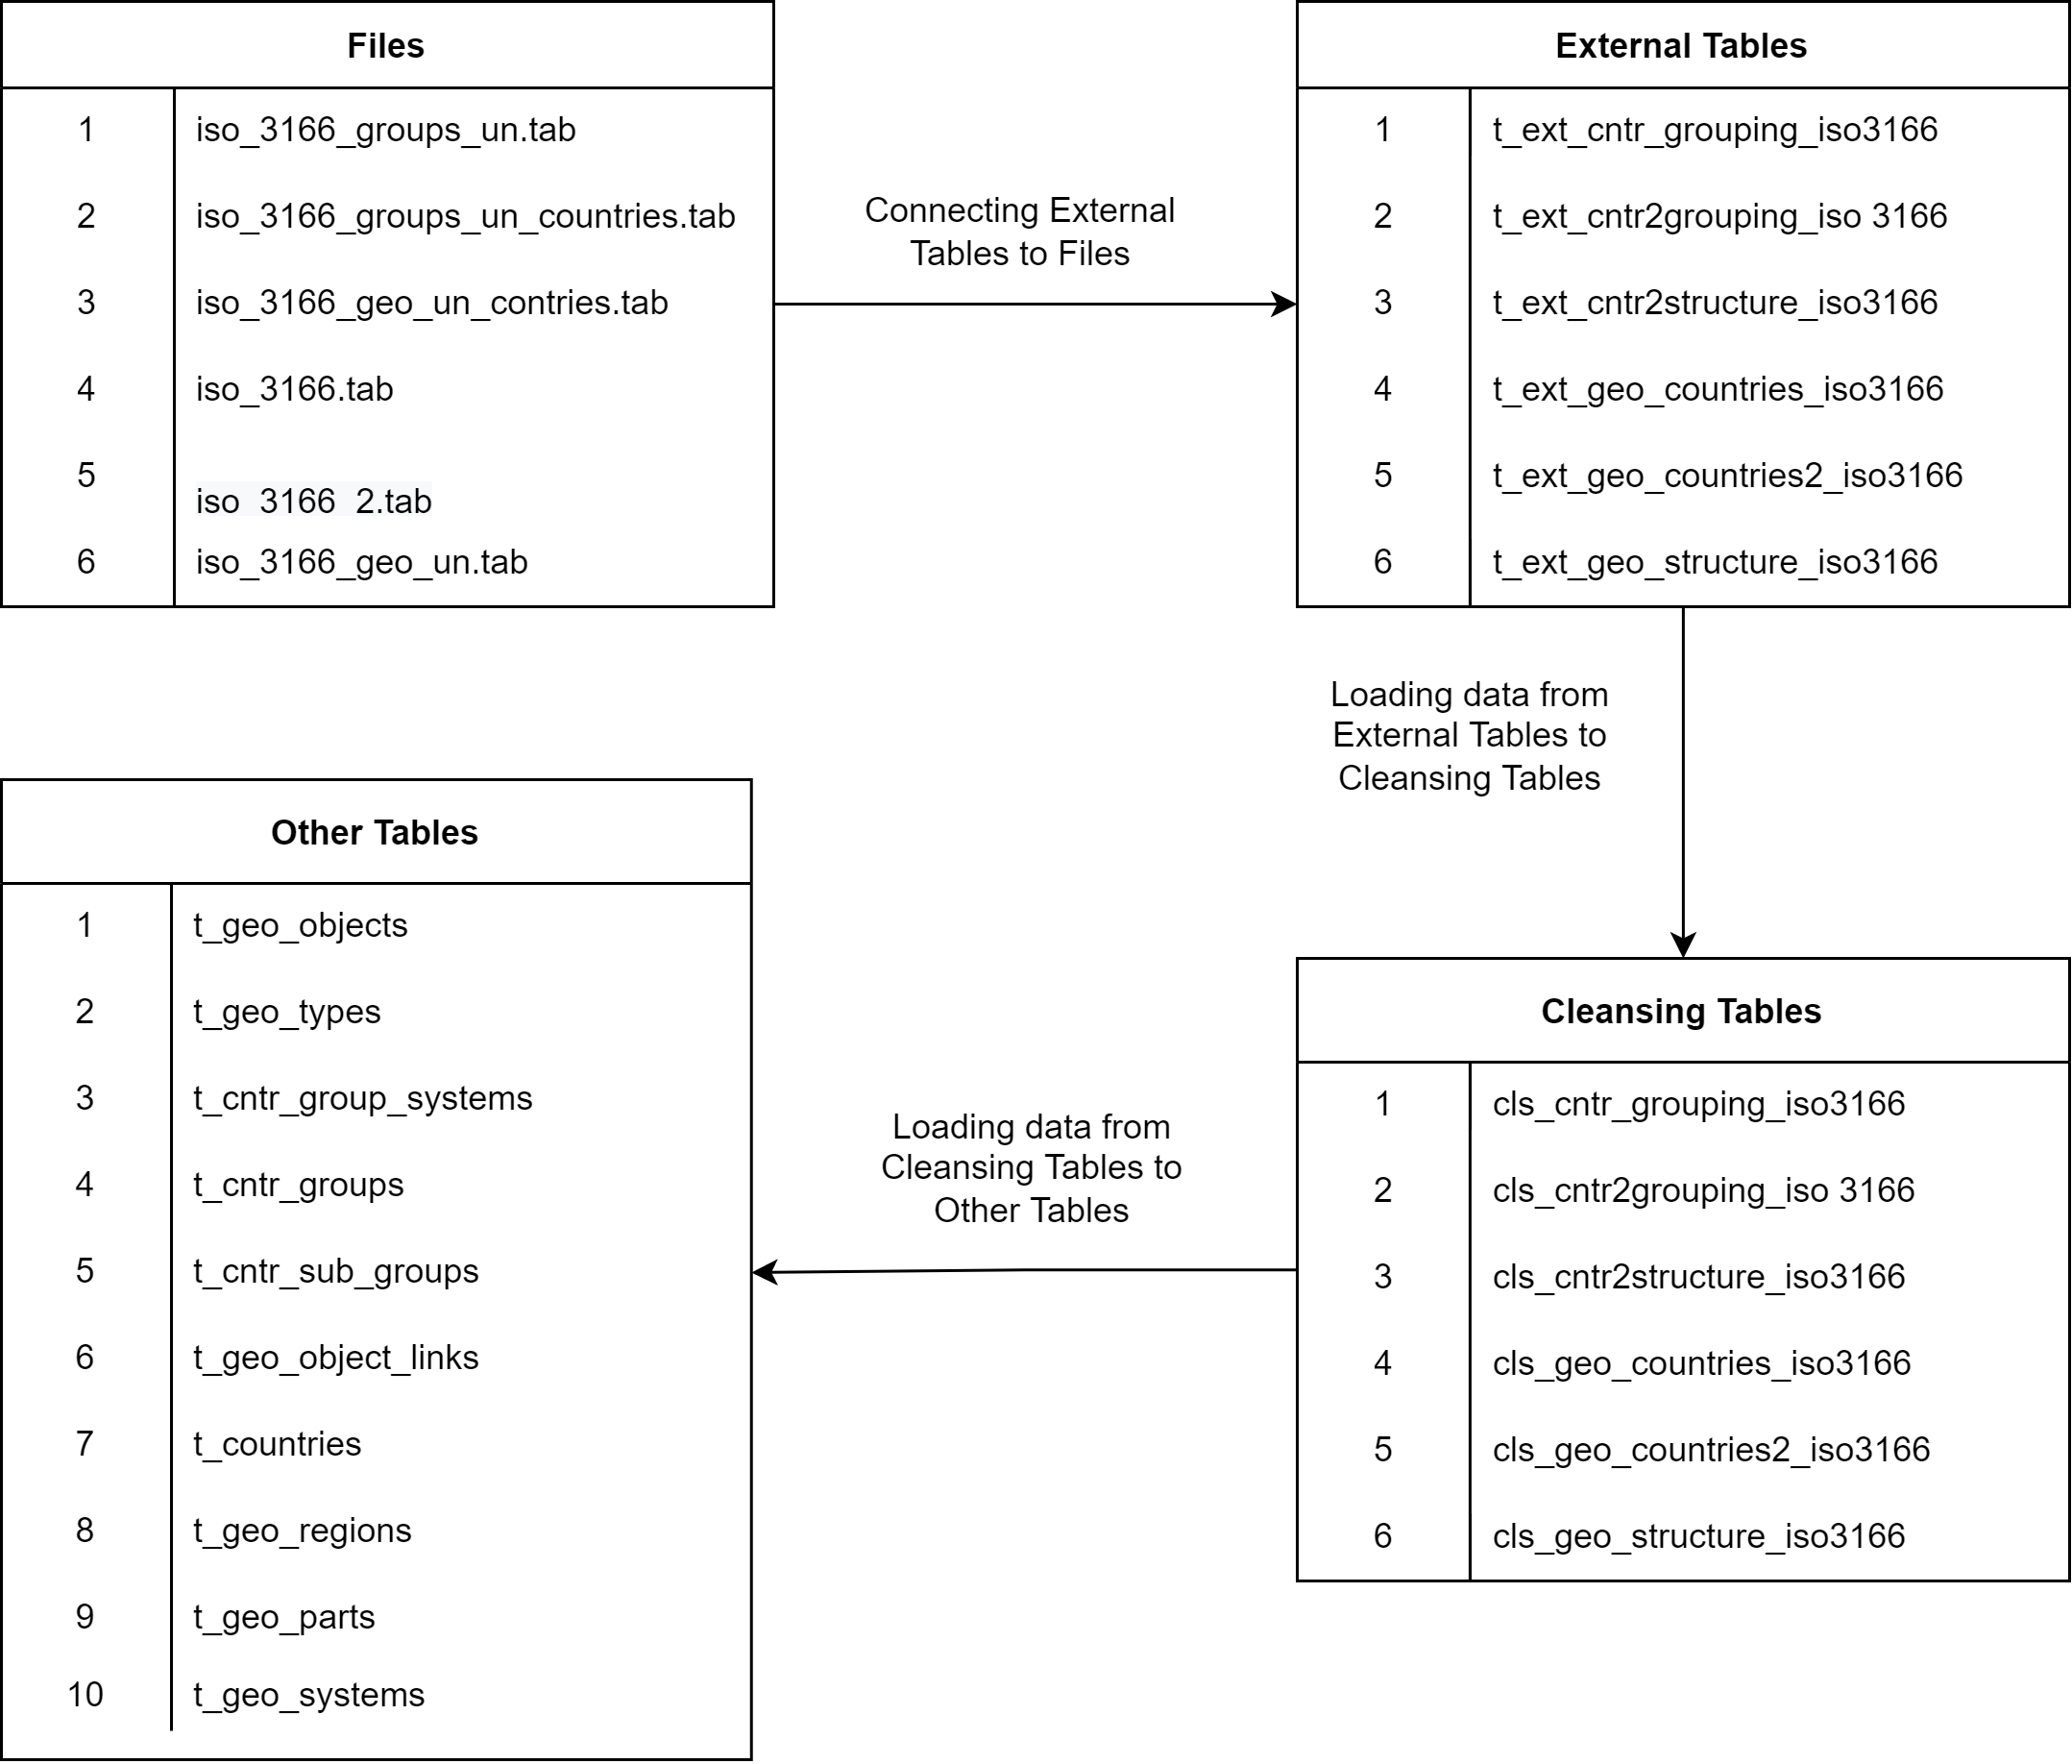 Files
1 iso_3166_groups_un.tab
2 iso_3166_groups_un_countries.tab
3 iso_3166_geo_un_contries.tab
4 iso_3166.tab
5 iso_3166_2.tab
6 iso_3166_geo_un.tab
Connecting External
Tables to Files
External Tables
1 t_ext_cntr_grouping_iso3166
2 t_ext_cntr2grouping_iso 3166
3 t_ext_cntr2structure_iso3166
4 t_ext_geo_countries_iso3166
5 t_ext_geo_countries2_iso3166
6 t_ext_geo_structure_iso3166
Loading data from
External Tables to
Cleansing Tables
Cleansing Tables
1 cls_cntr_grouping_iso3166
2 cls_cntr2grouping_iso 3166
3 cls_cntr2structure_iso3166
4 cls_geo_countries_iso3166
5 cls_geo_countries2_iso3166
6 cls_geo_structure_iso3166
Loading data from
Cleansing Tables to
Other Tables
Other Tables
1 t_geo_objects
2 t_geo_types
3 t_cntr_group_systems
4 t_cntr_groups
5 t_cntr_sub_groups
6 t_geo_object_links
7 t_countries
8 t_geo_regions
9 t_geo_parts
10 t_geo_systems